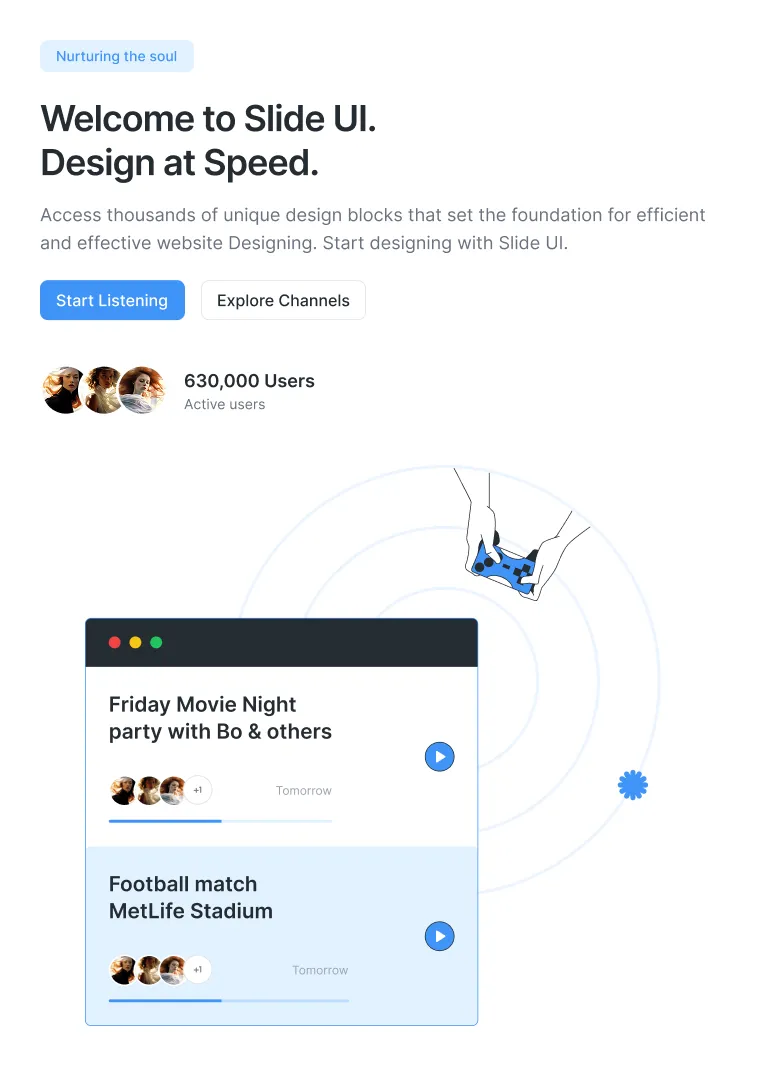 Nurturing the soul
Welcome to Slide UI.
Design at Speed.
Access thousands of unique design blocks that set the foundation for efficient
and effective website Designing. Start designing with Slide UI.
Start Listening
Explore Channels
630,000 Users
Active users
Friday Movie Night
party with Bo & others
+1
Tomorrow
Football match
MetLife Stadium
+1
Tomorrow